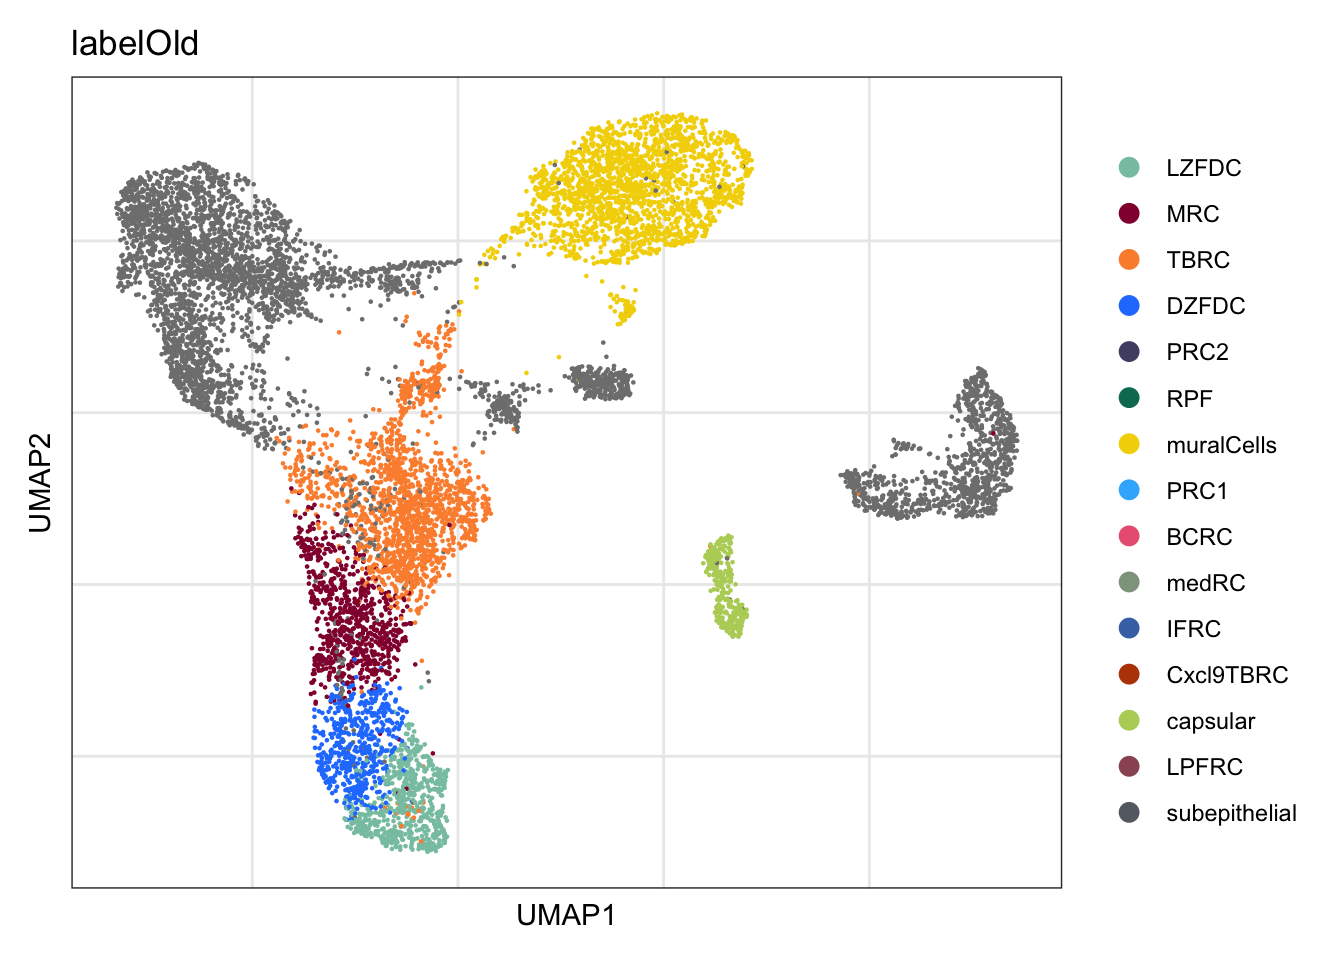 labelOld
UMAP2
UMAP1
LZFDC
MRC
TBRC
DZFDC
PRC2
RPF
muralCells
PRC1
BCRC
medRC
IFRC
Cxcl9TBRC
capsular
LPFRC
subepithelial